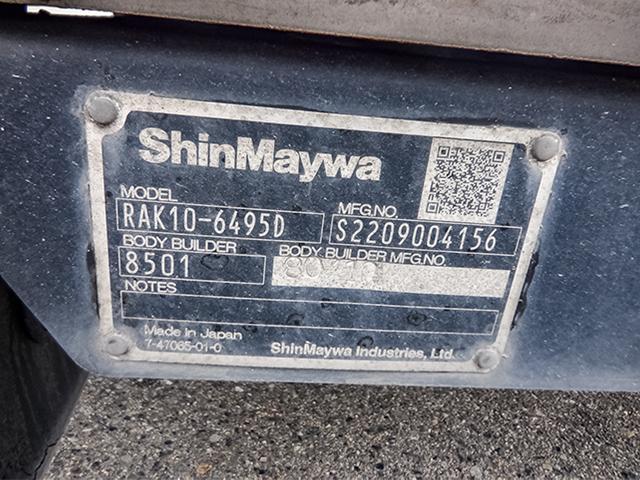 ShinMaywa
MODEL MFG.NO.
RAK10-6495D S2209004156
BODY BUILDER BODY BUILDER MFG.NO.
8501
NOTES
Made in Japan
7-47065-01-0 ShinMaywa Industries, Ltd.